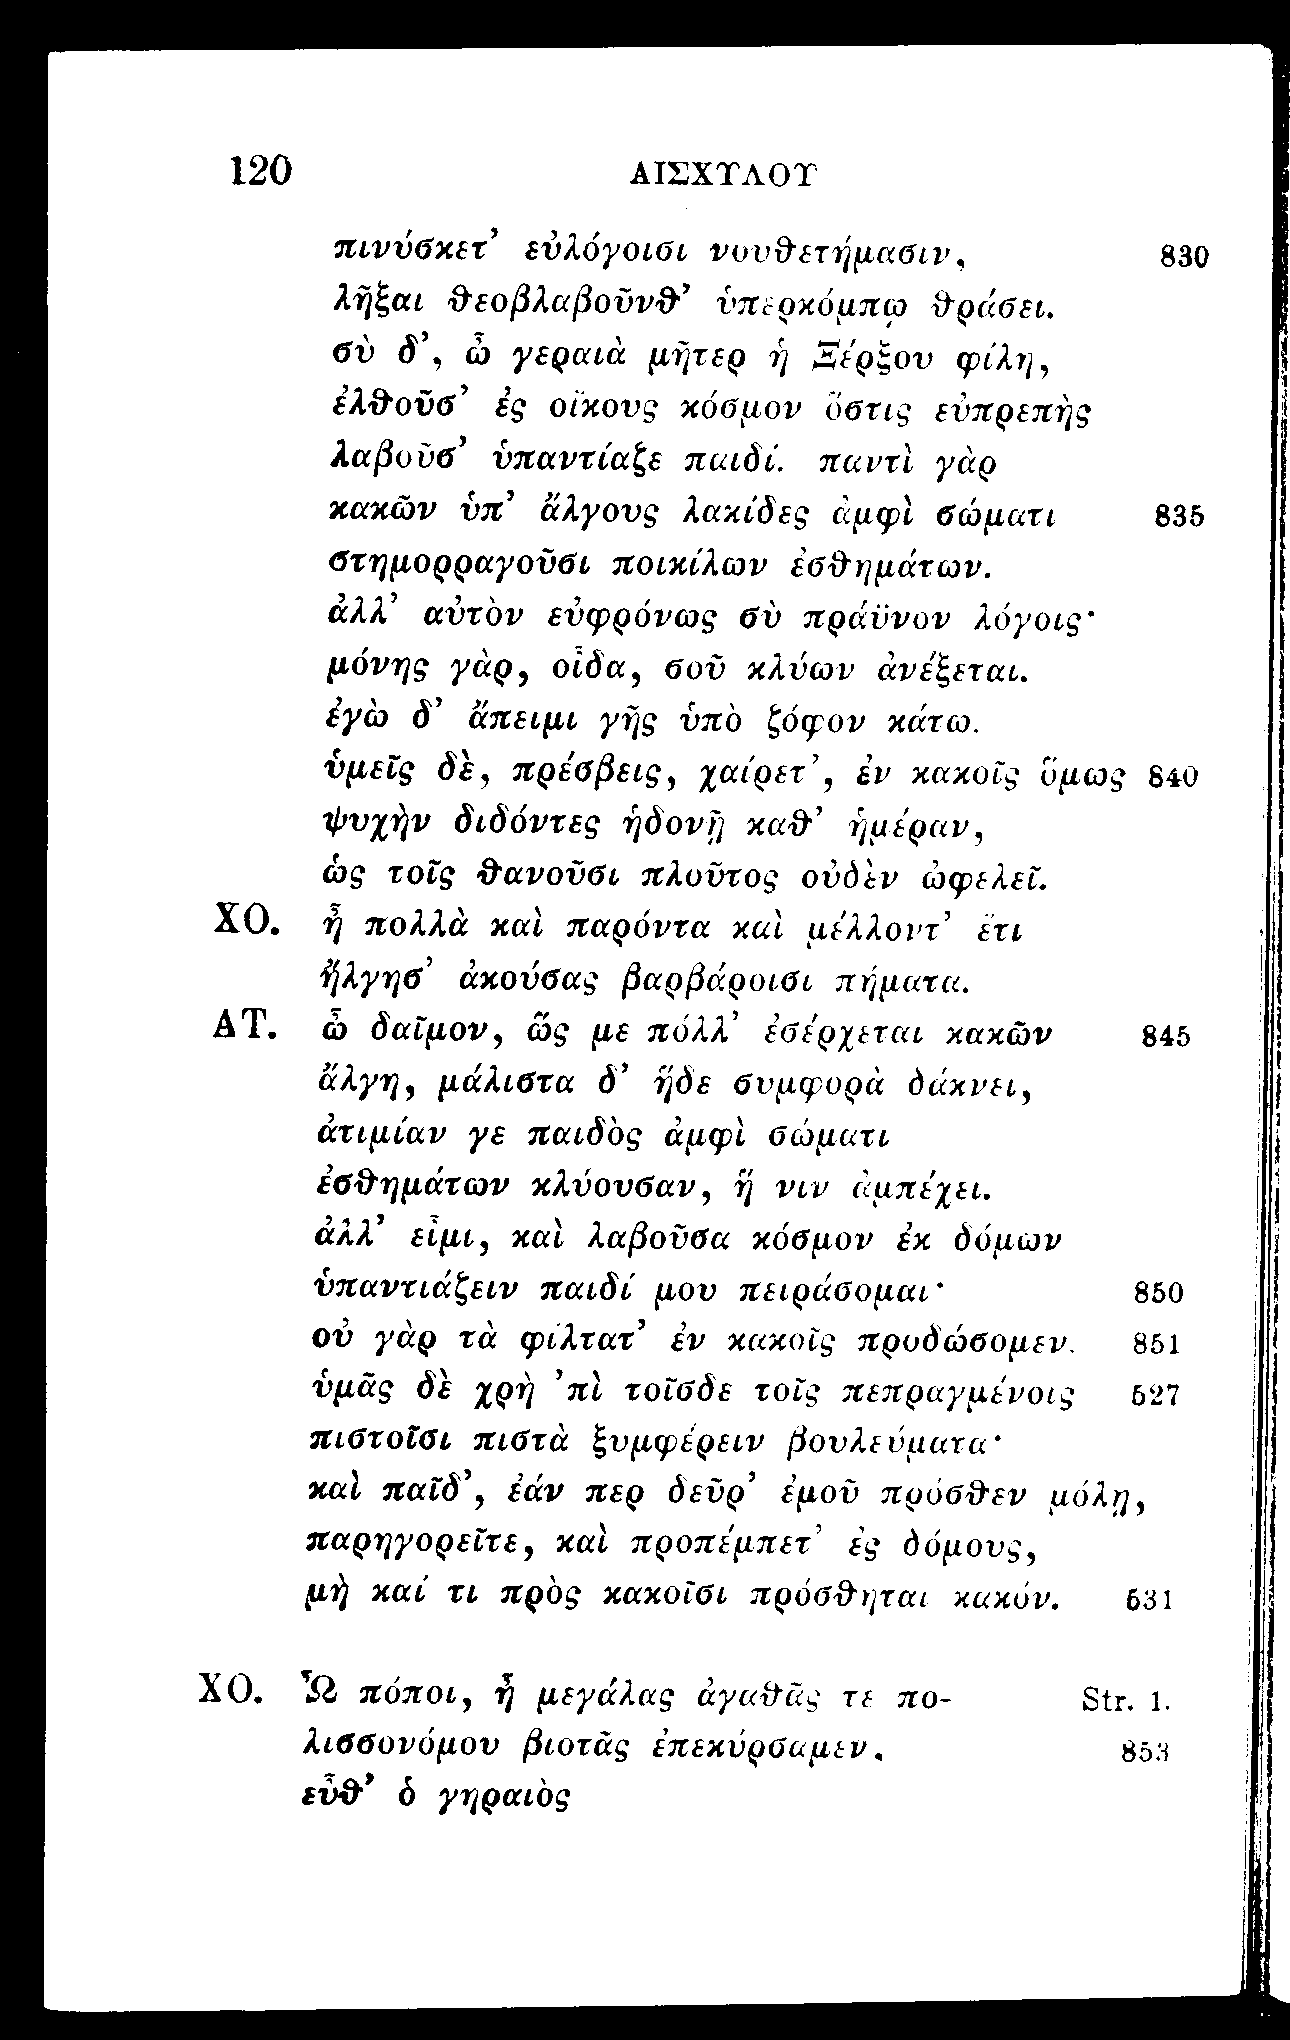 120 ΑΙΣΧΥΛΟΥ
πινύσκετ’ εὐλόγοισι νουθετήμασιν, 830
λῆξαι θεοβλαβοῦνθ’ ὑπερκόμπῳ θράσει.
σὺ δ’, ὦ γεραιὰ μῆτερ ἡ Ξέρξου φίλη,
ἐλθοῦσ’ ἐς οἴκους κόσμον ὅστις εὐπρεπὴς
λαβοῦσ’ ὑπαντίαζε παιδί. παντὶ γὰρ
κακῶν ὑπ’ ἄλγους λακίδες ἀμφὶ σώματι 835
στημορραγοῦσι ποικίλων ἐσθημάτων.
ἀλλ’ αὐτὸν εὐφρόνως σὺ πράϋνον λόγοις·
μόνης γὰρ, οἶδα, σοῦ κλύων ἀνέξεται.
ἐγὼ δ’ ἄπειμι γῆς ὑπὸ ζόφον κάτω.
ὑμεῖς δὲ, πρέσβεις, χαίρετ’, ἐν κακοῖς ὅμως 840
ψυχὴν διδόντες ἡδονῇ καθ’ ἡμέραν,
ὡς τοῖς θανοῦσι πλοῦτος οὐδὲν ὠφελεῖ.
ΧΟ. ἦ πολλὰ καὶ παρόντα καὶ μέλλοντ’ ἔτι
ἤλγησ’ ἀκούσας βαρβάροισι πήματα.
ΑΤ. ὦ δαῖμον, ὥς με πόλλ’ ἐσέρχεται κακῶν 845
ἄλγη, μάλιστα δ’ ἥδε συμφορὰ δάκνει,
ἀτιμίαν γε παιδὸς ἀμφὶ σώματι
ἐσθημάτων κλύουσαν, ἥ νιν ἀμπέχει.
ἀλλ’ εἶμι, καὶ λαβοῦσα κόσμον ἐκ δόμων
ὑπαντιάζειν παιδί μου πειράσομαι· 850
οὐ γὰρ τὰ φίλτατ’ ἐν κακοῖς προδώσομεν. 851
ὑμᾶς δὲ χρὴ ’πὶ τοῖσδε τοῖς πεπραγμένοις 527
πιστοῖσι πιστὰ ξυμφέρειν βουλεύματα·
καὶ παῖδ’, ἐάν περ δεῦρ’ ἐμοῦ πρόσθεν μόλῃ,
παρηγορεῖτε, καὶ προπέμπετ’ ἐς δόμους,
μὴ καί τι πρὸς κακοῖσι πρόσθηται κακόν. 531
ΧΟ. Ὦ πόποι, ἦ μεγάλας ἀγαθᾶς τε πο- Str. 1.
λισσονόμου βιοτᾶς ἐπεκύρσαμεν, 853
εὖθ’ ὁ γηραιὸς